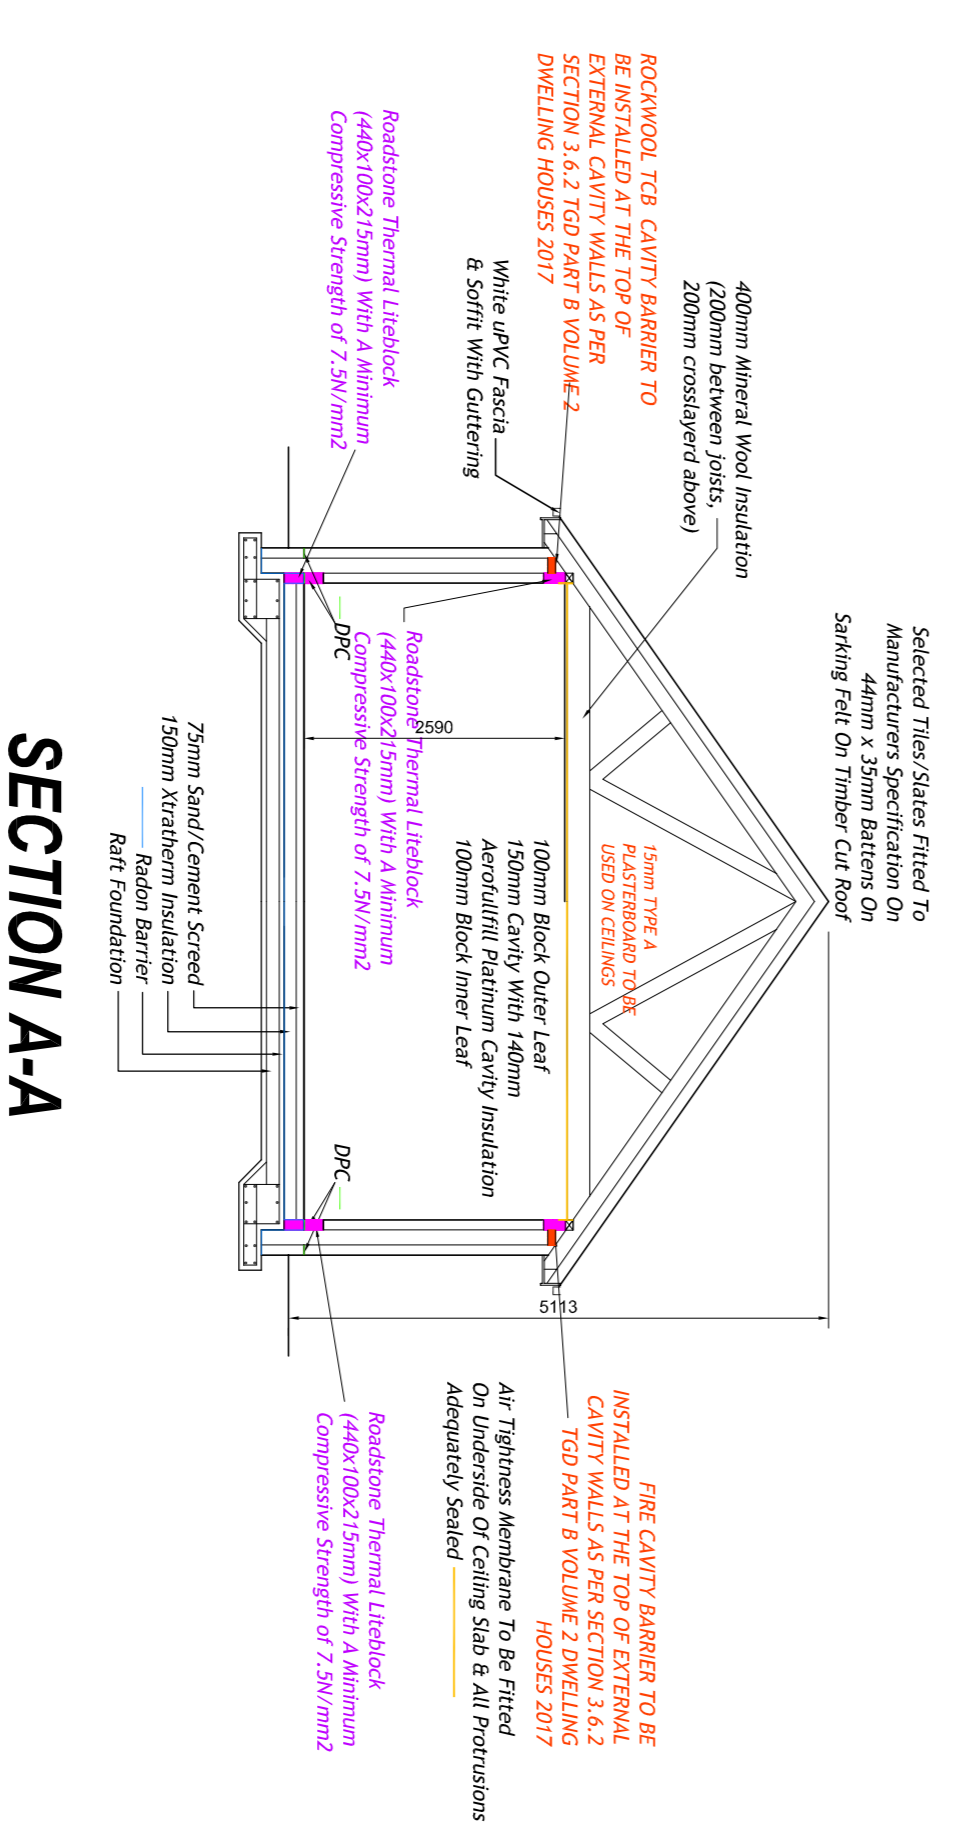 Selected Tiles/Slates Fitted To
Manufacturers Specification On
44mm x 35mm Battens On
Sarking Felt On Timber Cut Roof
400mm Mineral Wool Insulation
(200mm between joists,
200mm crosslayerd above)
ROCKWOOL TCB CAVITY BARRIER TO
BE INSTALLED AT THE TOP OF
EXTERNAL CAVITY WALLS AS PER
SECTION 3.6.2 TGD PART B VOLUME 2
DWELLING HOUSES 2017
White uPVC Fascia
& Soffit With Guttering
Roadstone Thermal Liteblock
(440x100x215mm) With A Minimum
Compressive Strength of 7.5N/mm2
15mm TYPE A
PLASTERBOARD TO BE
USED ON CEILINGS
100mm Block Outer Leaf
150mm Cavity With 140mm
Aerofullfill Platinum Cavity Insulation
100mm Block Inner Leaf
2590
Roadstone Thermal Liteblock
(440x100x215mm) With A Minimum
Compressive Strength of 7.5N/mm2
DPC
DPC
5113
FIRE CAVITY BARRIER TO BE
INSTALLED AT THE TOP OF EXTERNAL
CAVITY WALLS AS PER SECTION 3.6.2
TGD PART B VOLUME 2 DWELLING
HOUSES 2017
Air Tightness Membrane To Be Fitted
On Underside Of Ceiling Slab & All Protrusions
Adequately Sealed
Roadstone Thermal Liteblock
(440x100x215mm) With A Minimum
Compressive Strength of 7.5N/mm2
75mm Sand/Cement Screed
150mm Xtratherm Insulation
Radon Barrier
Raft Foundation
SECTION A-A